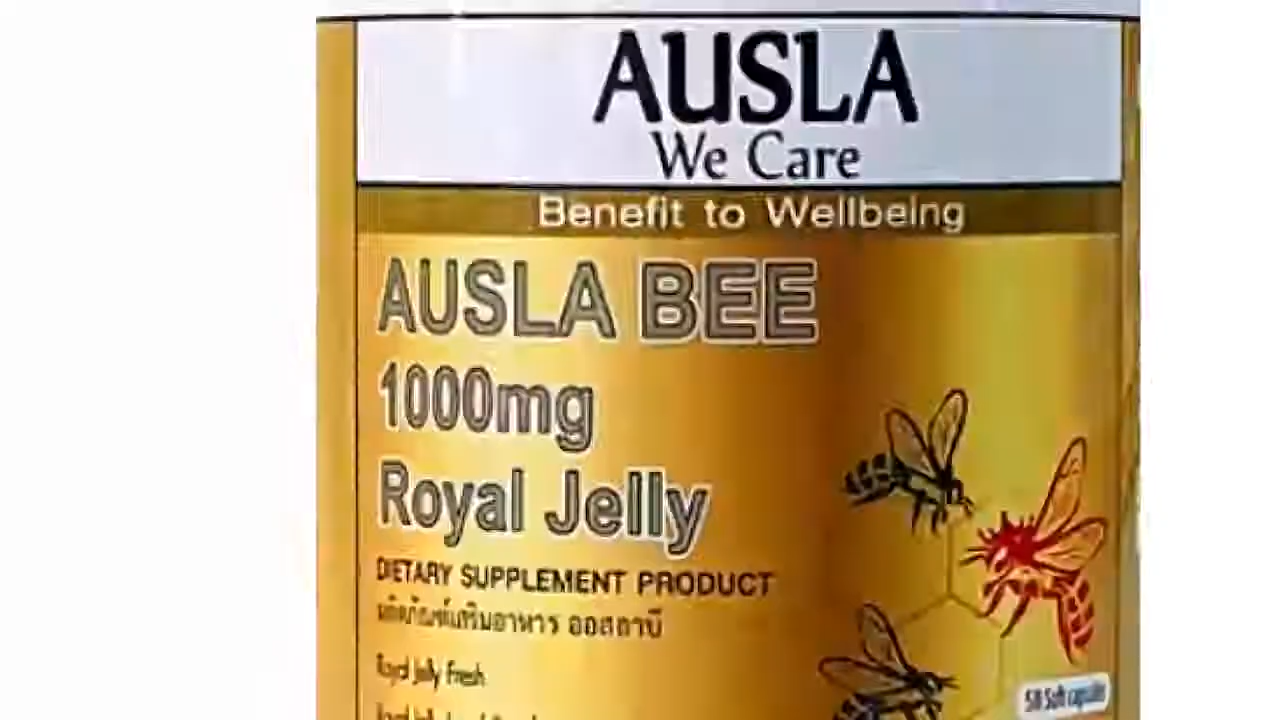 AUSLA
We Care
Benefit to Wellbeing
AUSLA BEE
1000mg
Royal Jelly
DIETARY SUPPLEMENT PRODUCT
ผลิตภัณฑ์เสริมอาหาร ออสลาบี
Royal Jelly Fresh
Soft capsules